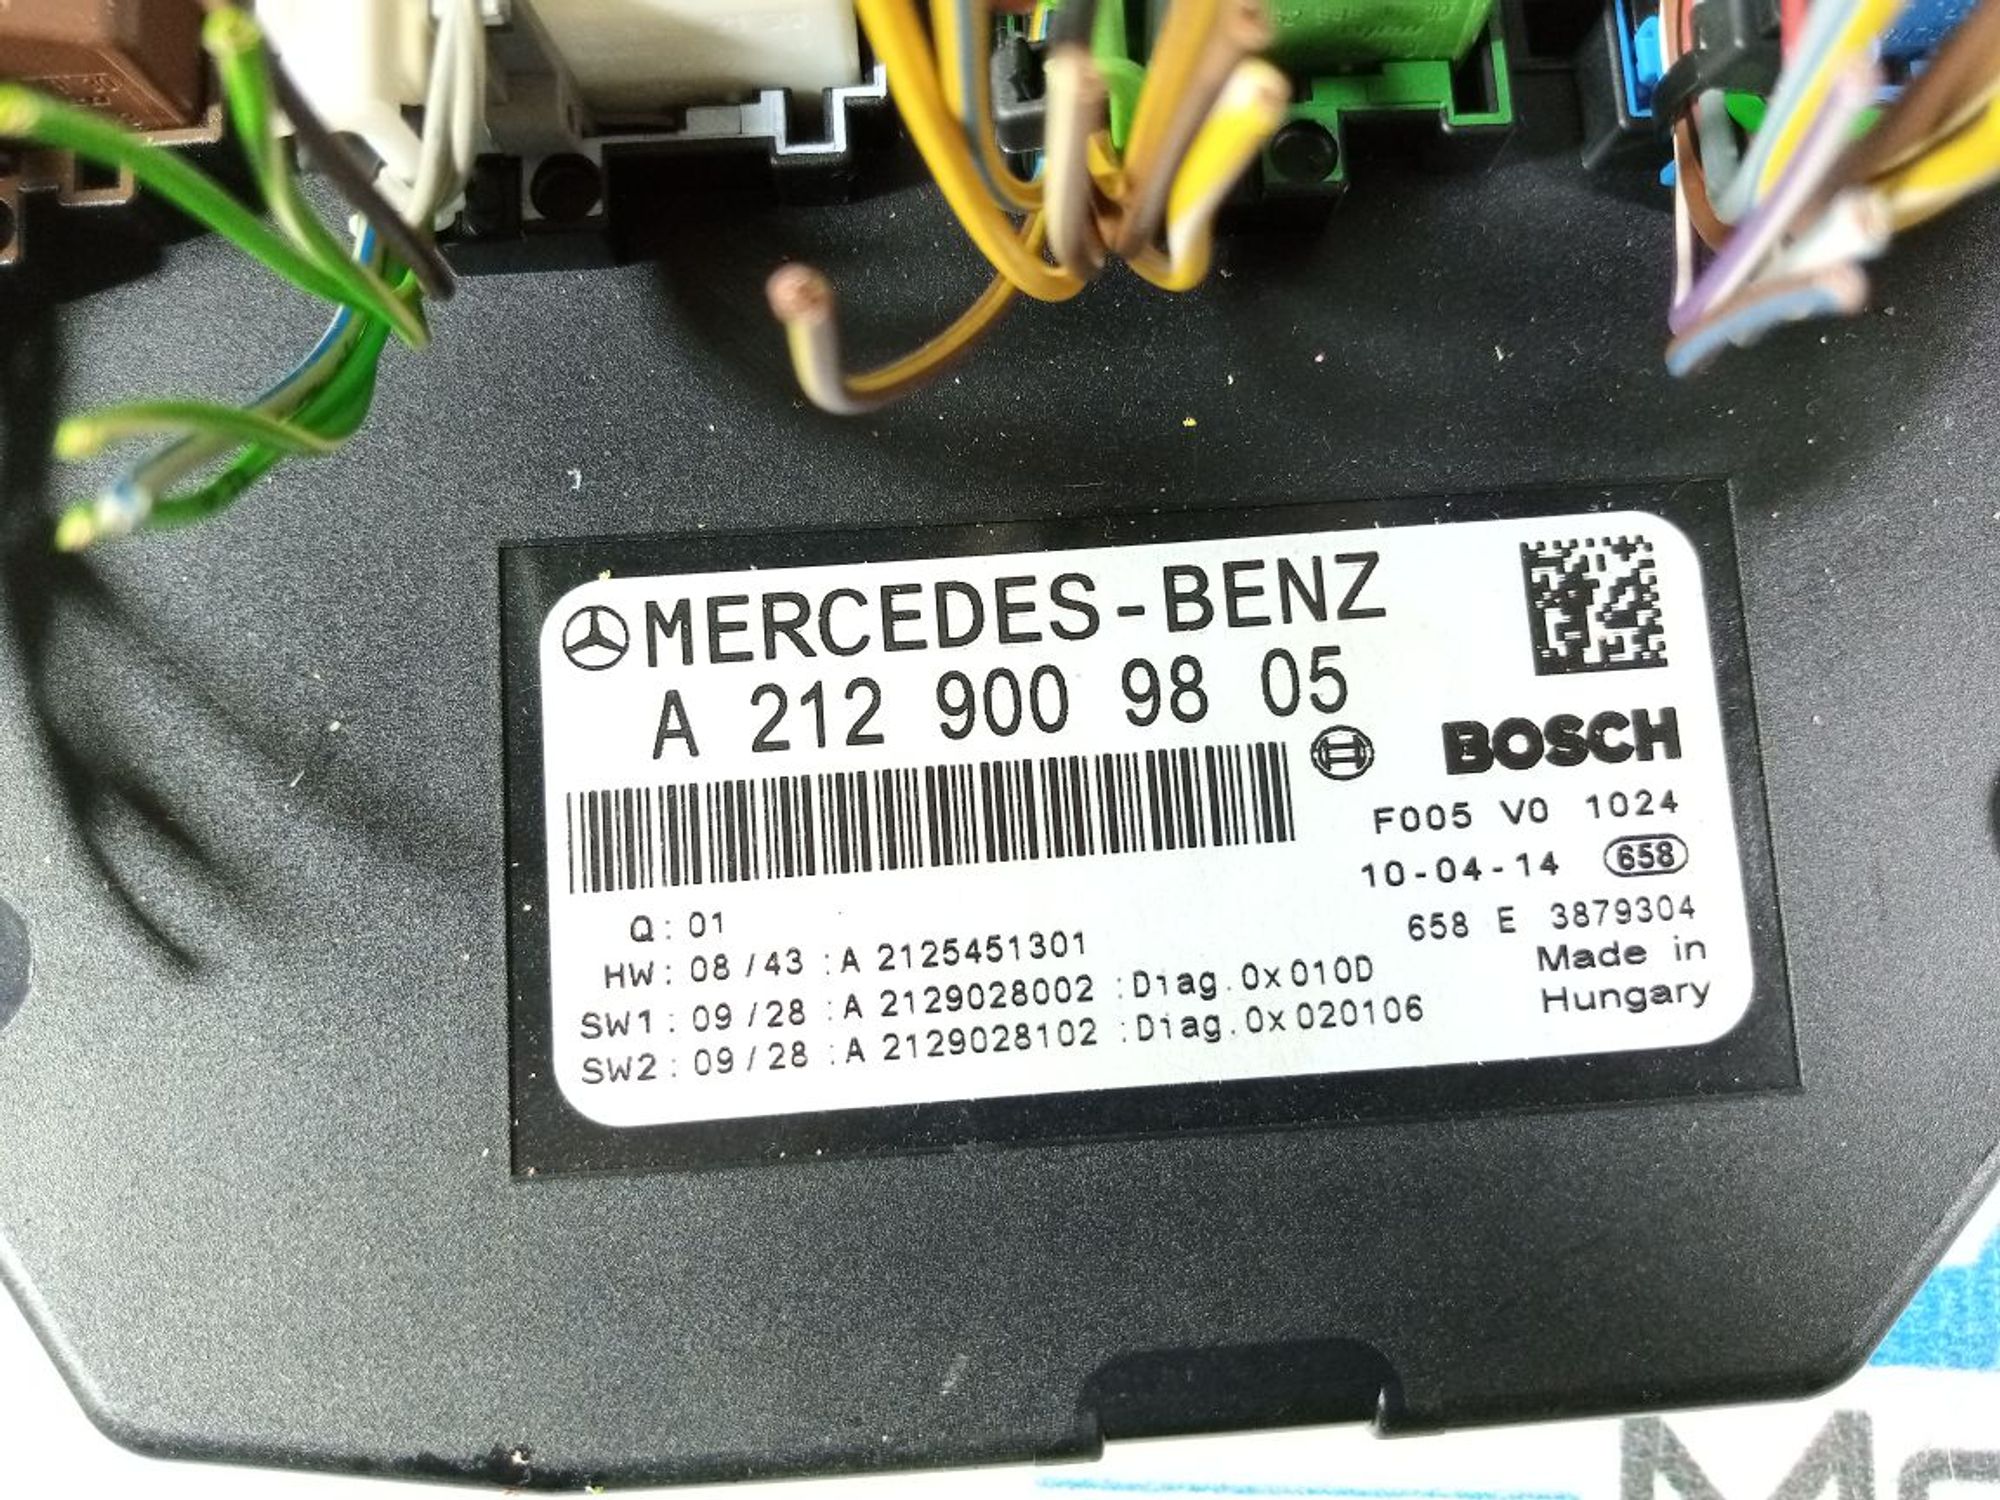 MERCEDES-BENZ
A 212 900 98 05
BOSCH
F005 V0 1024
10-04-14 658
658 E 3879304
Made in
Hungary
Q: 01
HW: 08/43 :A 2125451301
SW1: 09/28 :A 2129028002 :Diag.0x010D
SW2: 09/28 :A 2129028102 :Diag.0x020106